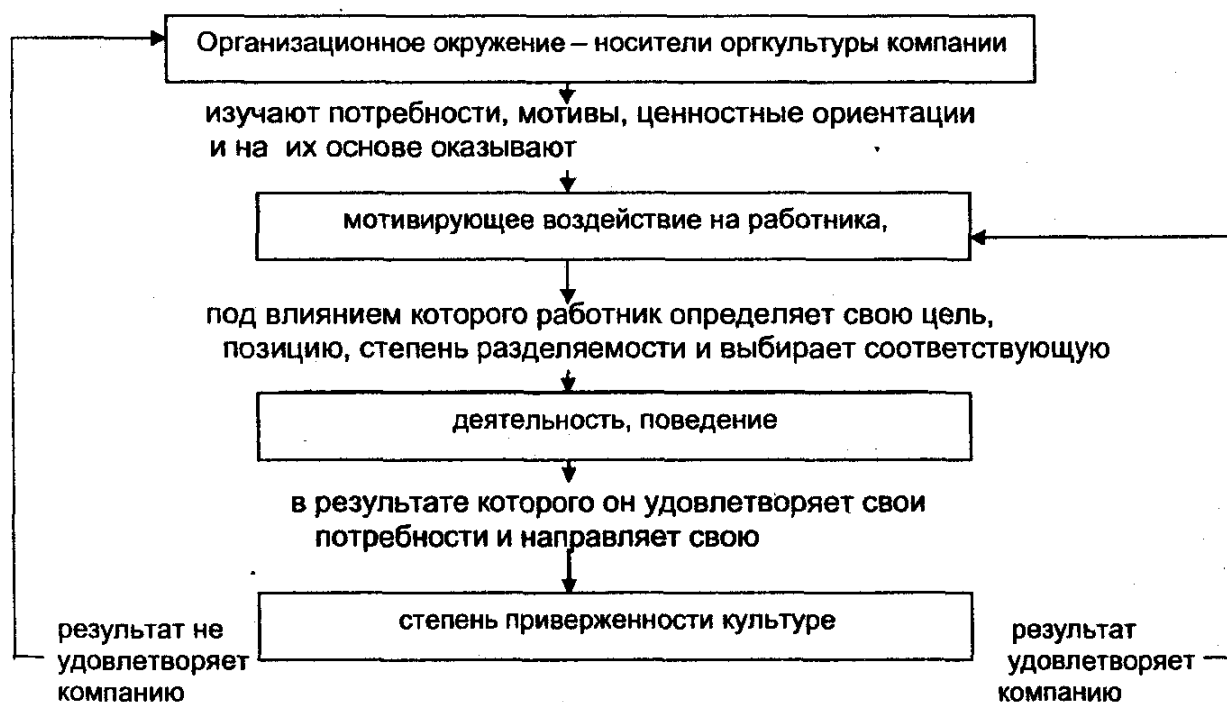 Организационное окружение – носители оргкультуры компании
изучают потребности, мотивы, ценностные ориентации
и на их основе оказывают
мотивирующее воздействие на работника,
под влиянием которого работник определяет свою цель,
позицию, степень разделяемости и выбирает соответствующую
деятельность, поведение
в результате которого он удовлетворяет свои
потребности и направляет свою
степень приверженности культуре
результат не
удовлетворяет
компанию
результат
удовлетворяет
компанию